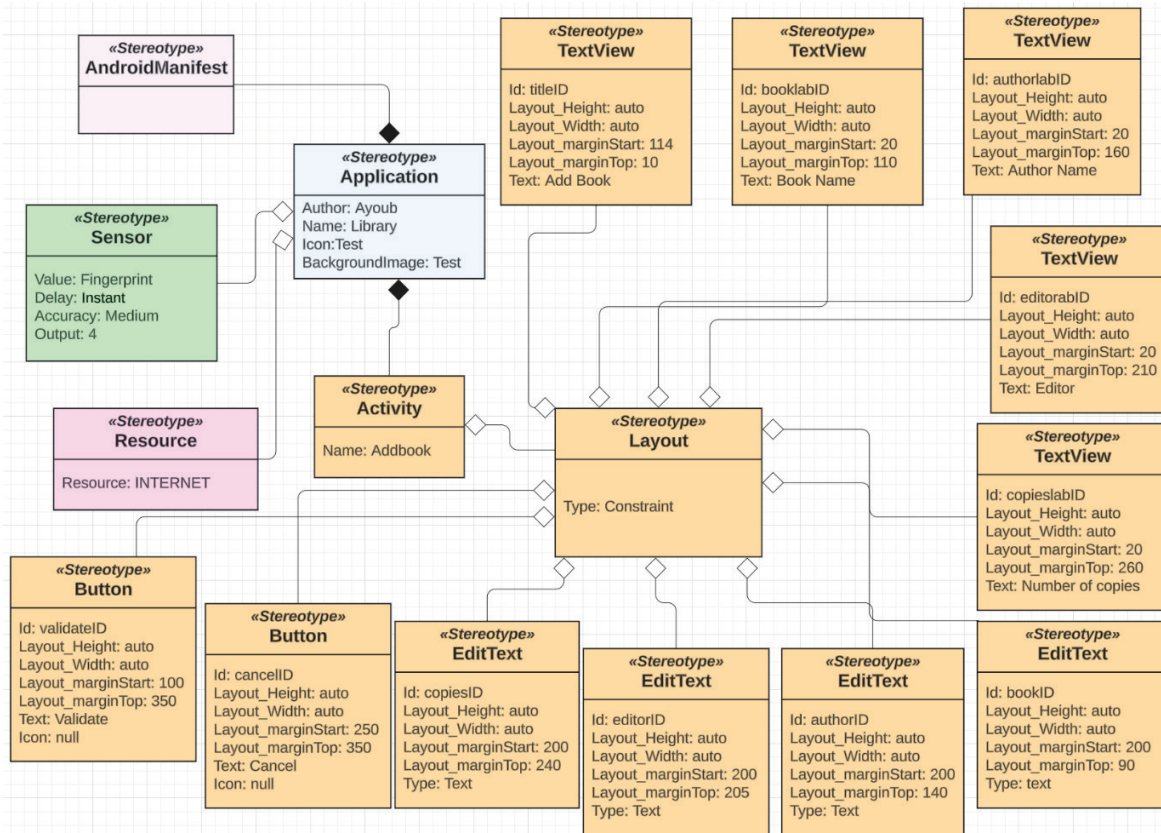 «Stereotype»
AndroidManifest
«Stereotype»
Application
Author: Ayoub
Name: Library
Icon:Test
BackgroundImage: Test
«Stereotype»
TextView
Id: titleID
Layout_Height: auto
Layout_Width: auto
Layout_marginStart: 114
Layout_marginTop: 10
Text: Add Book
«Stereotype»
TextView
Id: booklabID
Layout_Height: auto
Layout_Width: auto
Layout_marginStart: 20
Layout_marginTop: 110
Text: Book Name
«Stereotype»
TextView
Id: authorlabID
Layout_Height: auto
Layout_Width: auto
Layout_marginStart: 20
Layout_marginTop: 160
Text: Author Name
«Stereotype»
Sensor
Value: Fingerprint
Delay: Instant
Accuracy: Medium
Output: 4
«Stereotype»
TextView
Id: editorabID
Layout_Height: auto
Layout_Width: auto
Layout_marginStart: 20
Layout_marginTop: 210
Text: Editor
«Stereotype»
Resource
Resource: INTERNET
«Stereotype»
Activity
Name: Addbook
«Stereotype»
Layout
Type: Constraint
«Stereotype»
TextView
Id: copieslabID
Layout_Height: auto
Layout_Width: auto
Layout_marginStart: 20
Layout_marginTop: 260
Text: Number of copies
«Stereotype»
Button
Id: validateID
Layout_Height: auto
Layout_Width: auto
Layout_marginStart: 100
Layout_marginTop: 350
Text: Validate
Icon: null
«Stereotype»
Button
Id: cancelID
Layout_Height: auto
Layout_Width: auto
Layout_marginStart: 250
Layout_marginTop: 350
Text: Cancel
Icon: null
«Stereotype»
EditText
Id: copiesID
Layout_Height: auto
Layout_Width: auto
Layout_marginStart: 200
Layout_marginTop: 240
Type: Text
«Stereotype»
EditText
Id: editorID
Layout_Height: auto
Layout_Width: auto
Layout_marginStart: 200
Layout_marginTop: 205
Type: Text
«Stereotype»
EditText
Id: authorID
Layout_Height: auto
Layout_Width: auto
Layout_marginStart: 200
Layout_marginTop: 140
Type: Text
«Stereotype»
EditText
Id: bookID
Layout_Height: auto
Layout_Width: auto
Layout_marginStart: 200
Layout_marginTop: 90
Type: text